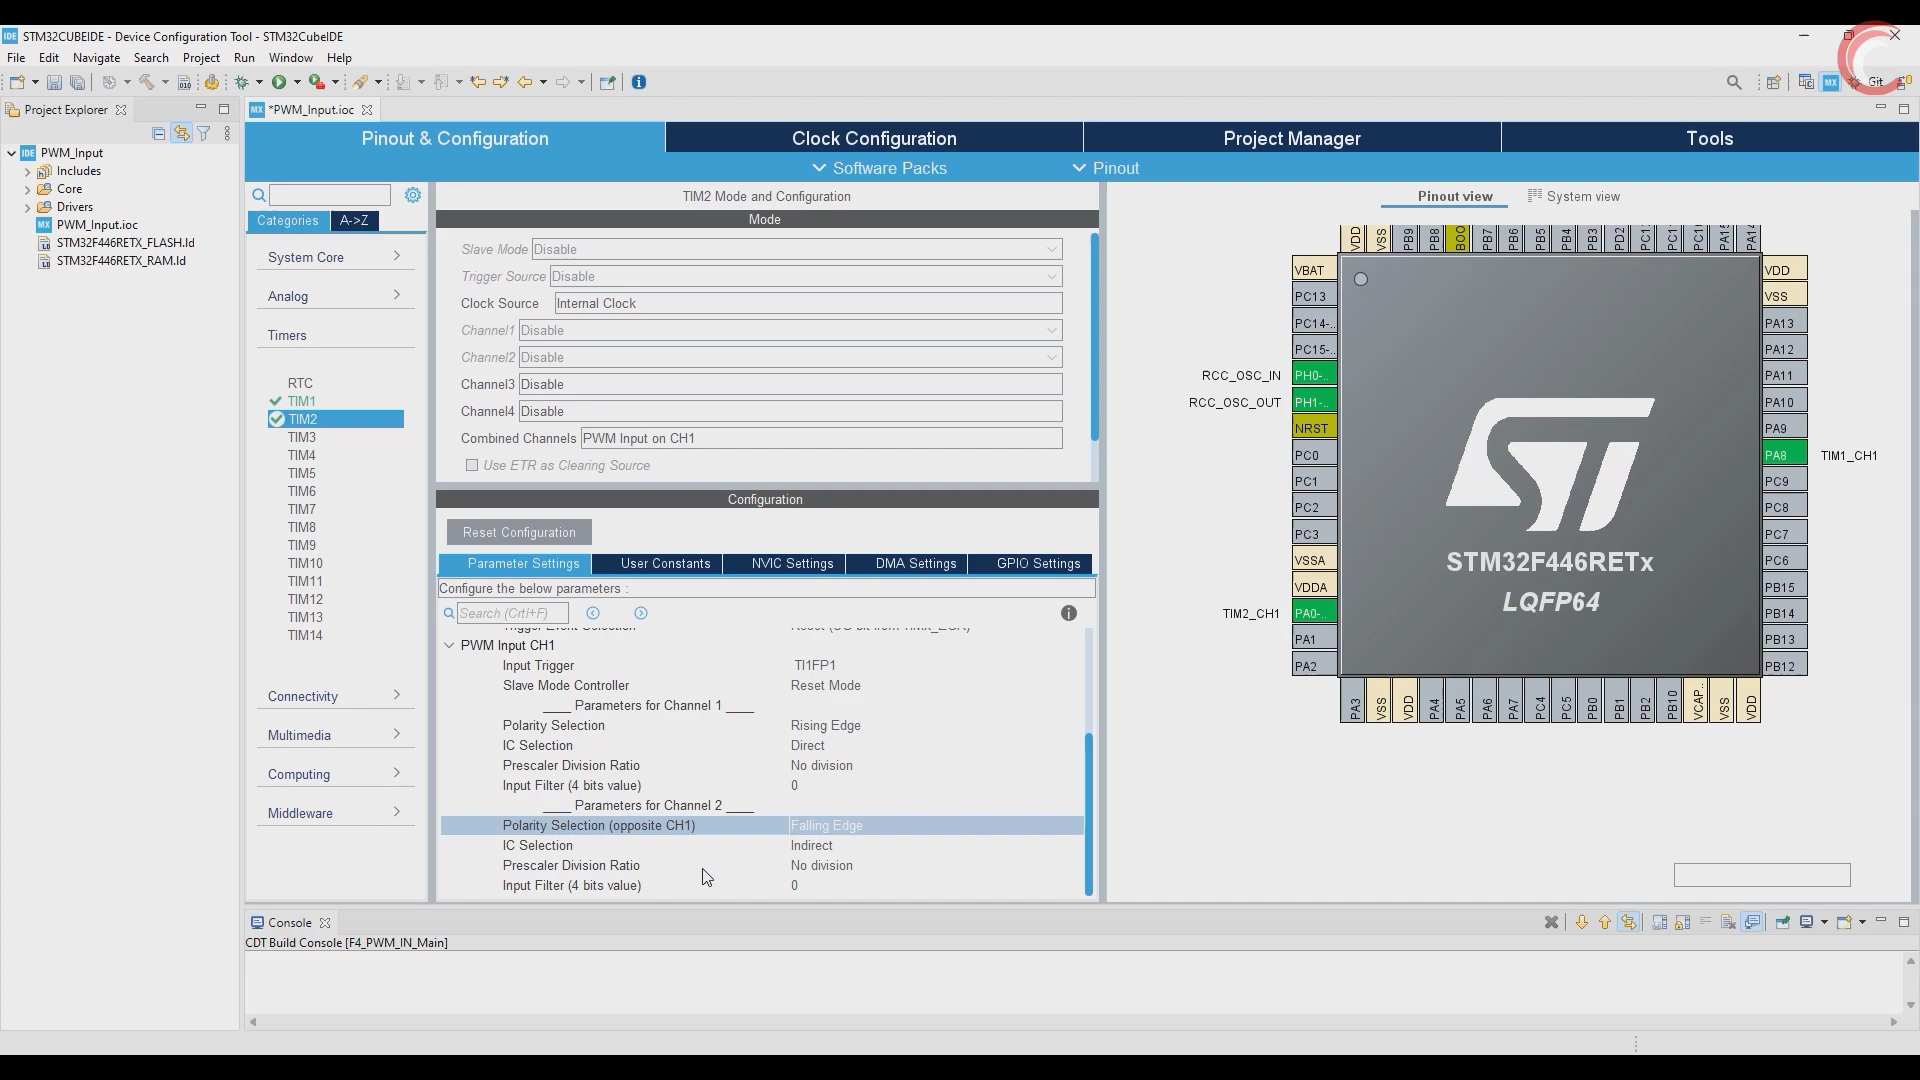 STM32CUBEIDE - Device Configuration Tool - STM32CubeIDE
File Edit Navigate Search Project Run Window Help
Git
Project Explorer
*PWM_Input.ioc
Pinout & Configuration
Clock Configuration
Project Manager
Tools
Software Packs
Pinout
PWM_Input
Includes
Core
Drivers
PWM_Input.ioc
STM32F446RETX_FLASH.ld
STM32F446RETX_RAM.ld
Categories
A->Z
System Core
Analog
Timers
RTC
TIM1
TIM2
TIM3
TIM4
TIM5
TIM6
TIM7
TIM8
TIM9
TIM10
TIM11
TIM12
TIM13
TIM14
Connectivity
Multimedia
Computing
Middleware
TIM2 Mode and Configuration
Mode
Slave Mode Disable
Trigger Source Disable
Clock Source Internal Clock
Channel1 Disable
Channel2 Disable
Channel3 Disable
Channel4 Disable
Combined Channels PWM Input on CH1
Use ETR as Clearing Source
Configuration
Reset Configuration
Parameter Settings
User Constants
NVIC Settings
DMA Settings
GPIO Settings
Configure the below parameters :
Search (Crtl+F)
PWM Input CH1
Input Trigger TI1FP1
Slave Mode Controller Reset Mode
____ Parameters for Channel 1 ____
Polarity Selection Rising Edge
IC Selection Direct
Prescaler Division Ratio No division
Input Filter (4 bits value) 0
____ Parameters for Channel 2 ____
Polarity Selection (opposite CH1) Falling Edge
IC Selection Indirect
Prescaler Division Ratio No division
Input Filter (4 bits value) 0
Pinout view
System view
VDD VSS PB9 PB8 BOO PB7 PB6 PB5 PB4 PB3 PD2
VBAT
PC13
PC14-..
PC15-..
RCC_OSC_IN PH0-..
RCC_OSC_OUT PH1-..
NRST
PC0
PC1
PC2
PC3
VSSA
VDDA
TIM2_CH1 PA0-..
PA1
PA2
ST
STM32F446RETx
LQFP64
VDD
VSS
PA13
PA12
PA11
PA10
PA9
PA8 TIM1_CH1
PC9
PC8
PC7
PC6
PB15
PB14
PB13
PB12
PA3 VSS VDD PA4 PA5 PA6 PA7 PC4 PC5 PB0 PB1 PB2 PB10 VCAP.. VSS VDD
Console
CDT Build Console [F4_PWM_IN_Main]